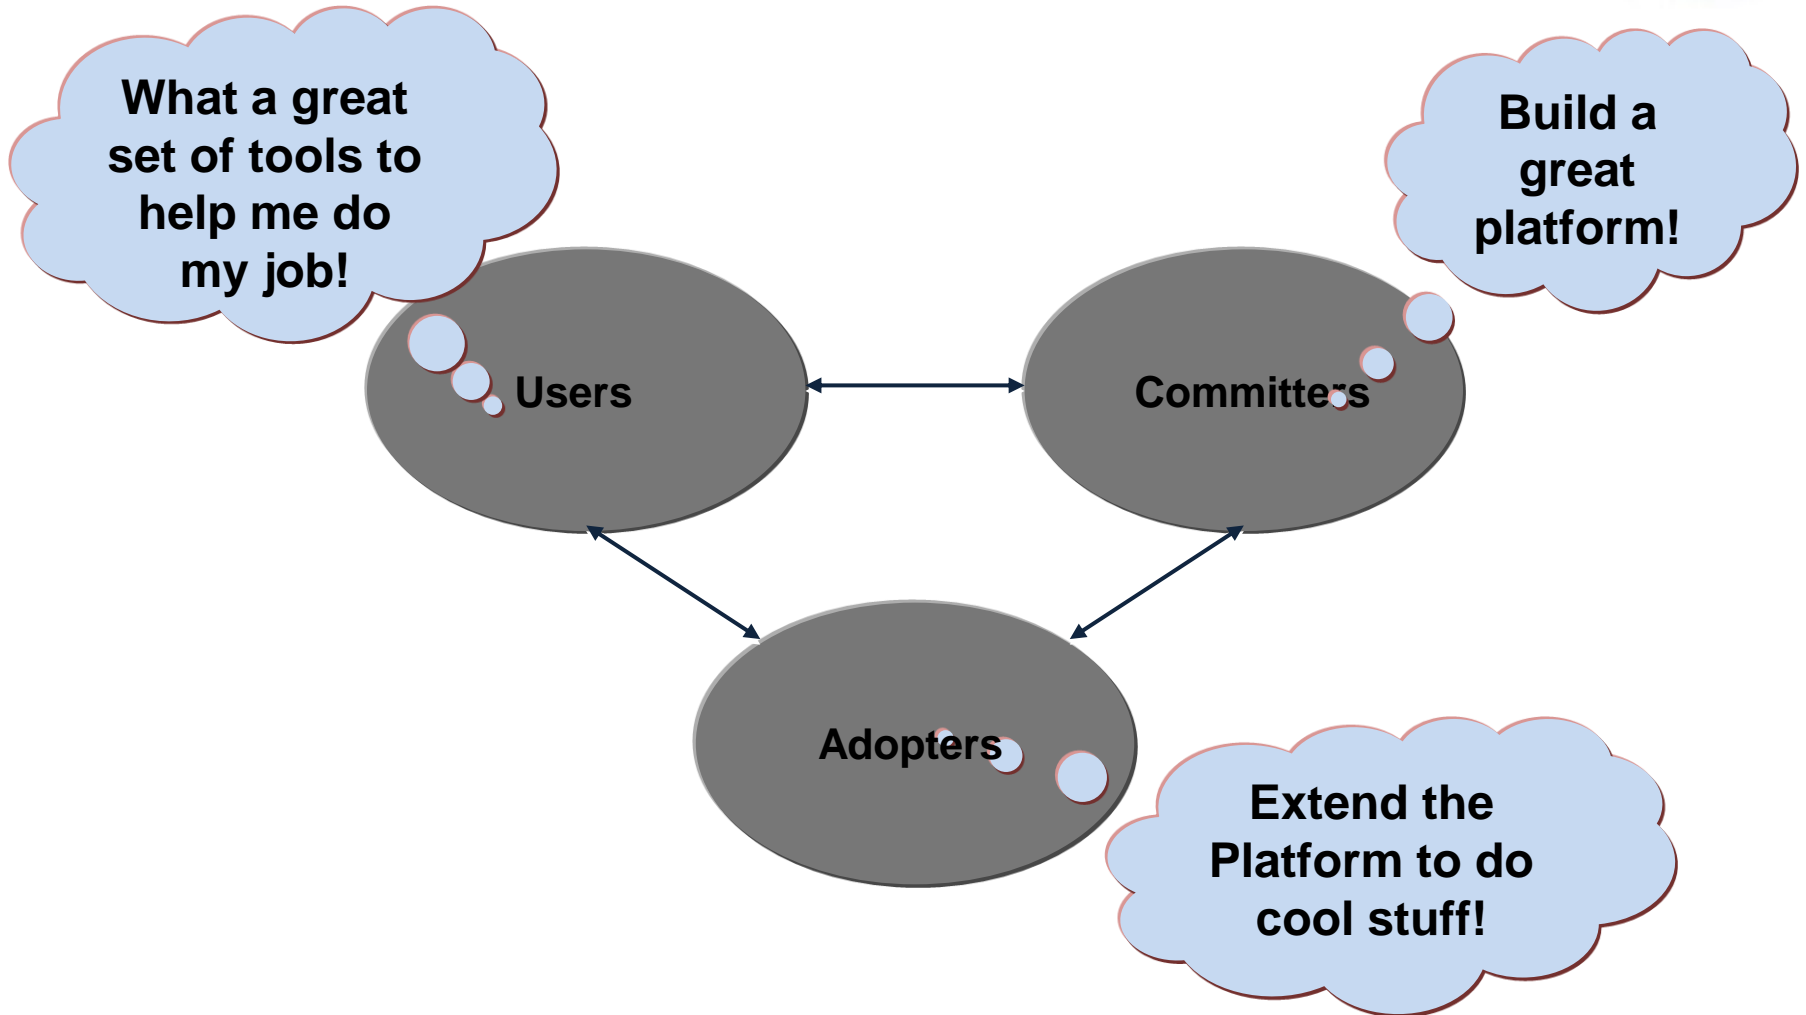 What a great
set of tools to
help me do
my job!
Build a
great
platform!
Users
Committers
Adopters
Extend the
Platform to do
cool stuff!